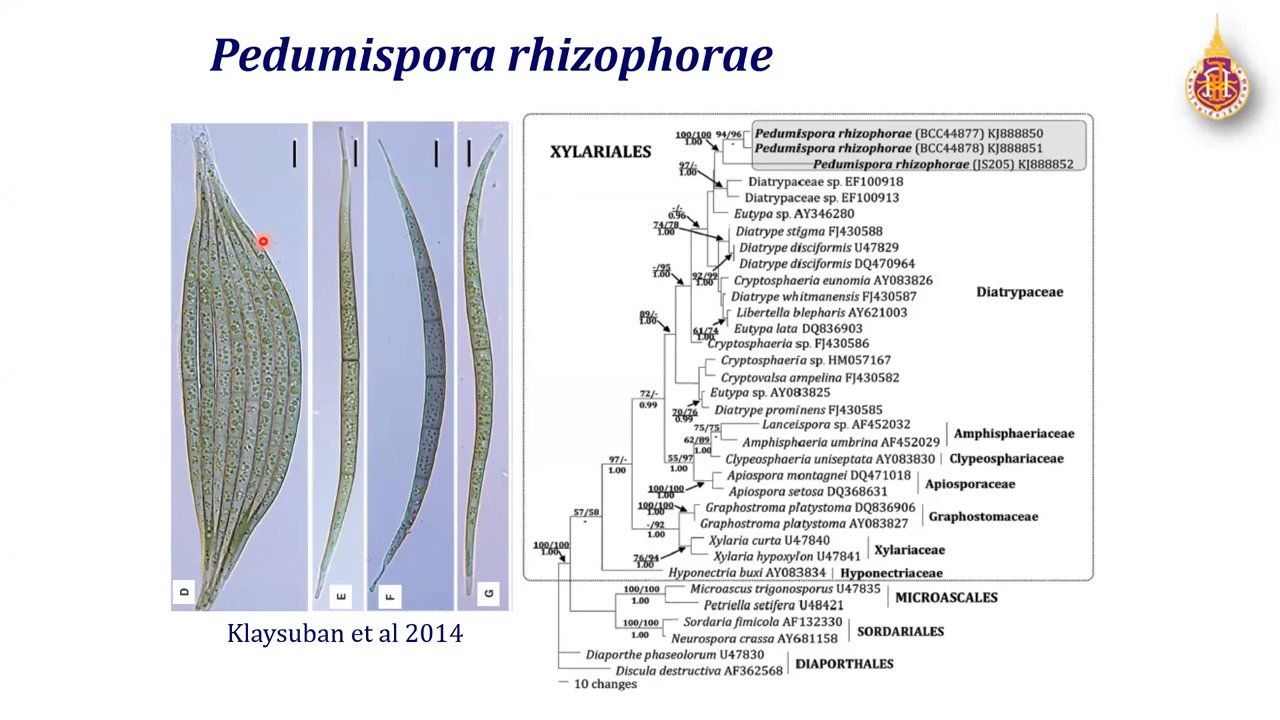 Pedumispora rhizophorae
D
E
F
G
Klaysuban et al 2014
XYLARIALES
100/100
1.00
94/96
-
Pedumispora rhizophorae (BCC44877) KJ888850
Pedumispora rhizophorae (BCC44878) KJ888851
Pedumispora rhizophorae (JS205) KJ888852
97/-
1.00
Diatrypaceae sp. EF100918
Diatrypaceae sp. EF100913
-/-
0.96
Eutypa sp. AY346280
74/78
1.00
Diatrype stigma FJ430588
Diatrype disciformis U47829
Diatrype disciformis DQ470964
-/95
1.00
92/99
1.00
Cryptosphaeria eunomia AY083826
Diatrype whitmanensis FJ430587
Diatrypaceae
Libertella blepharis AY621003
89/-
1.00
61/74
1.00
Eutypa lata DQ836903
Cryptosphaeria sp. FJ430586
Cryptosphaeria sp. HM057167
Cryptovalsa ampelina FJ430582
72/-
0.99
Eutypa sp. AY083825
70/76
0.99
Diatrype prominens FJ430585
75/75
-
Lanceispora sp. AF452032
Amphisphaeriaceae
62/89
1.00
Amphisphaeria umbrina AF452029
55/97
1.00
Clypeosphaeria uniseptata AY083830
Clypeosphariaceae
97/-
1.00
Apiospora montagnei DQ471018
Apiosporaceae
100/100
1.00
Apiospora setosa DQ368631
100/100
1.00
Graphostroma platystoma DQ836906
Graphostomaceae
57/58
-
-/92
1.00
Graphostroma platystoma AY083827
Xylaria curta U47840
Xylariaceae
100/100
1.00
76/94
1.00
Xylaria hypoxylon U47841
Hyponectria buxi AY083834
Hyponectriaceae
100/100
1.00
Microascus trigonosporus U47835
MICROASCALES
Petriella setifera U48421
100/100
1.00
Sordaria fimicola AF132330
SORDARIALES
Neurospora crassa AY681158
Diaporthe phaseolorum U47830
DIAPORTHALES
Discula destructiva AF362568
10 changes